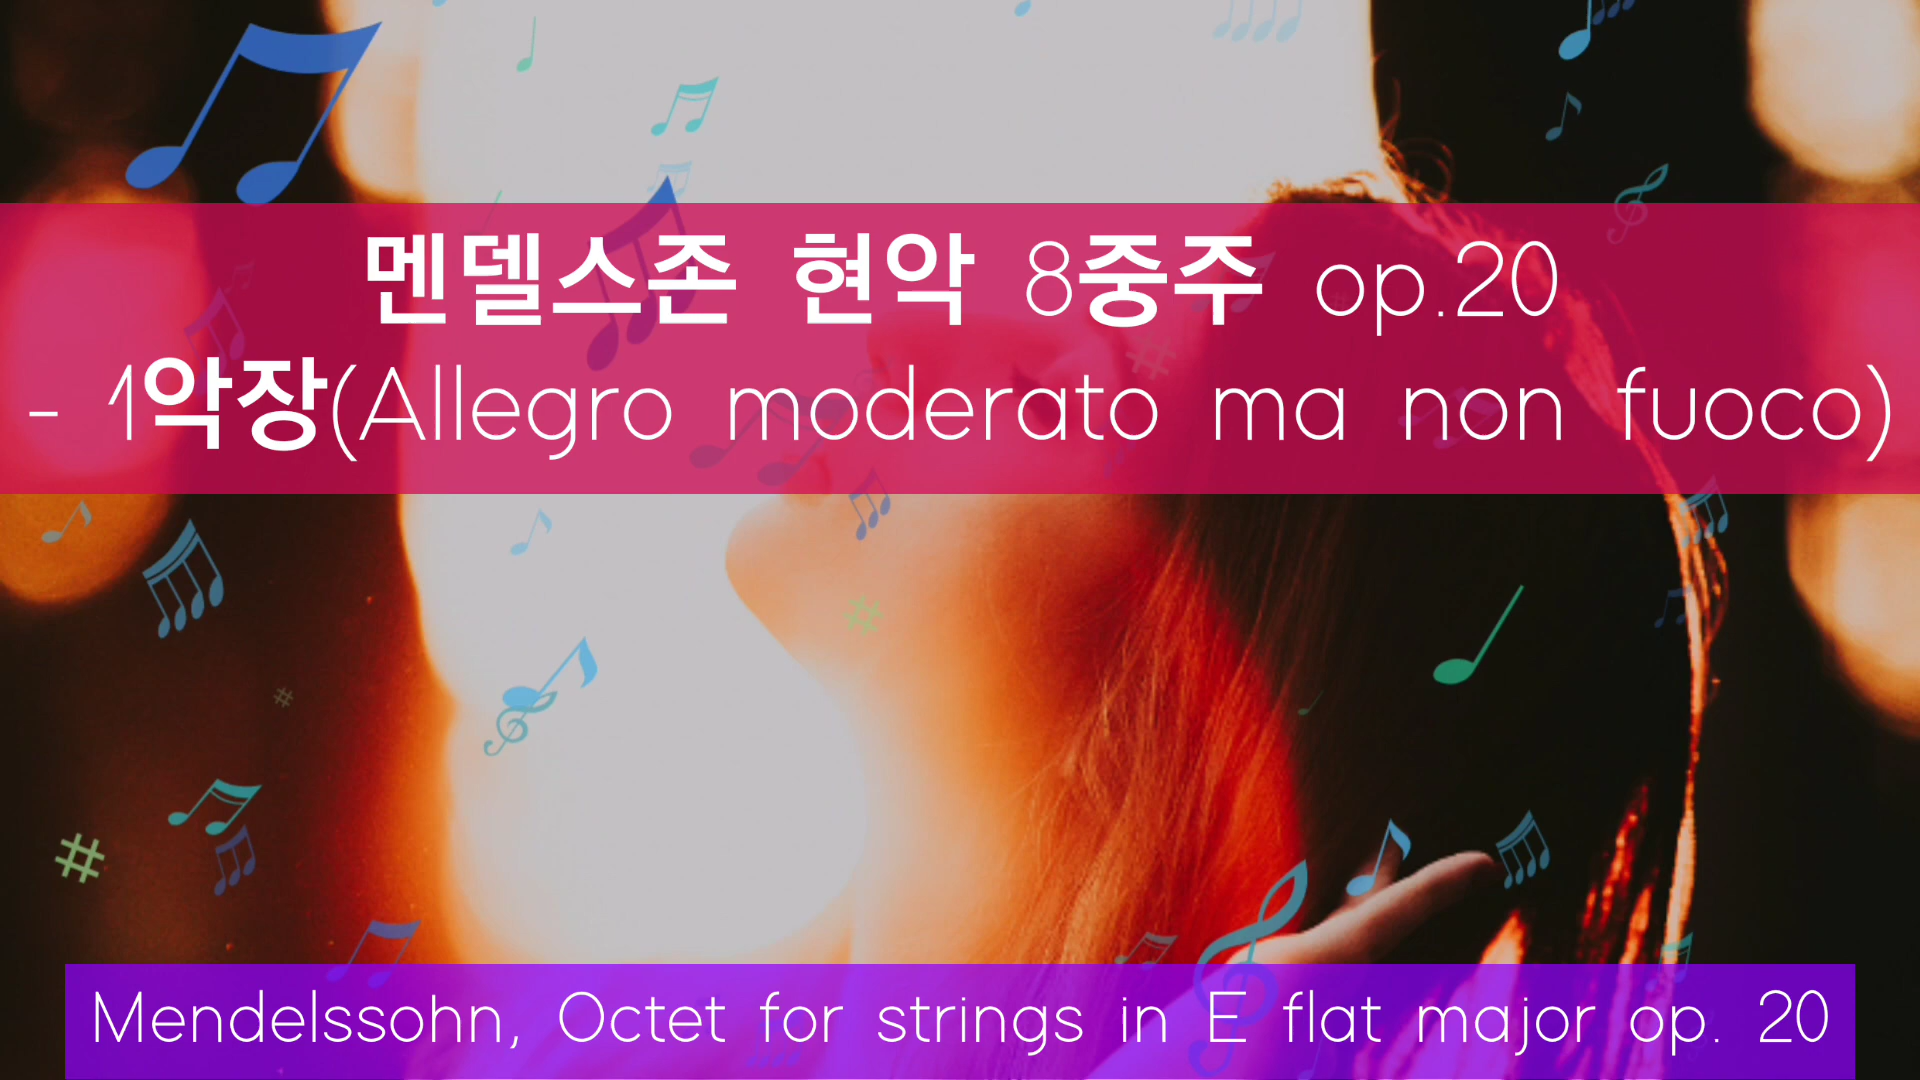 멘델스존 현악 8중주 op.20
- 1악장(Allegro moderato ma non fuoco)
Mendelssohn, Octet for strings in E flat major op. 20